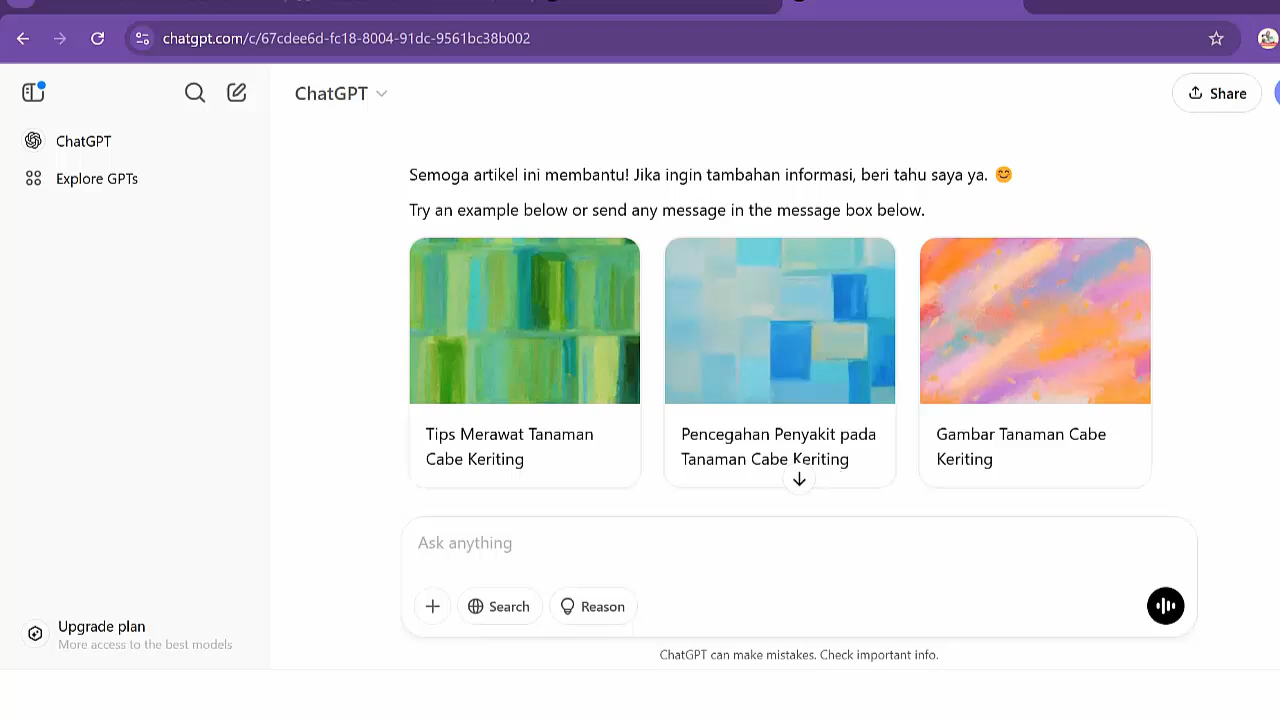 chatgpt.com/c/67cdee6d-fc18-8004-91dc-9561bc38b002
ChatGPT
Share
ChatGPT
Explore GPTs
Semoga artikel ini membantu! Jika ingin tambahan informasi, beri tahu saya ya. 😊
Try an example below or send any message in the message box below.
Tips Merawat Tanaman
Cabe Keriting
Pencegahan Penyakit pada
Tanaman Cabe Keriting
Gambar Tanaman Cabe
Keriting
Ask anything
Search
Reason
Upgrade plan
More access to the best models
ChatGPT can make mistakes. Check important info.